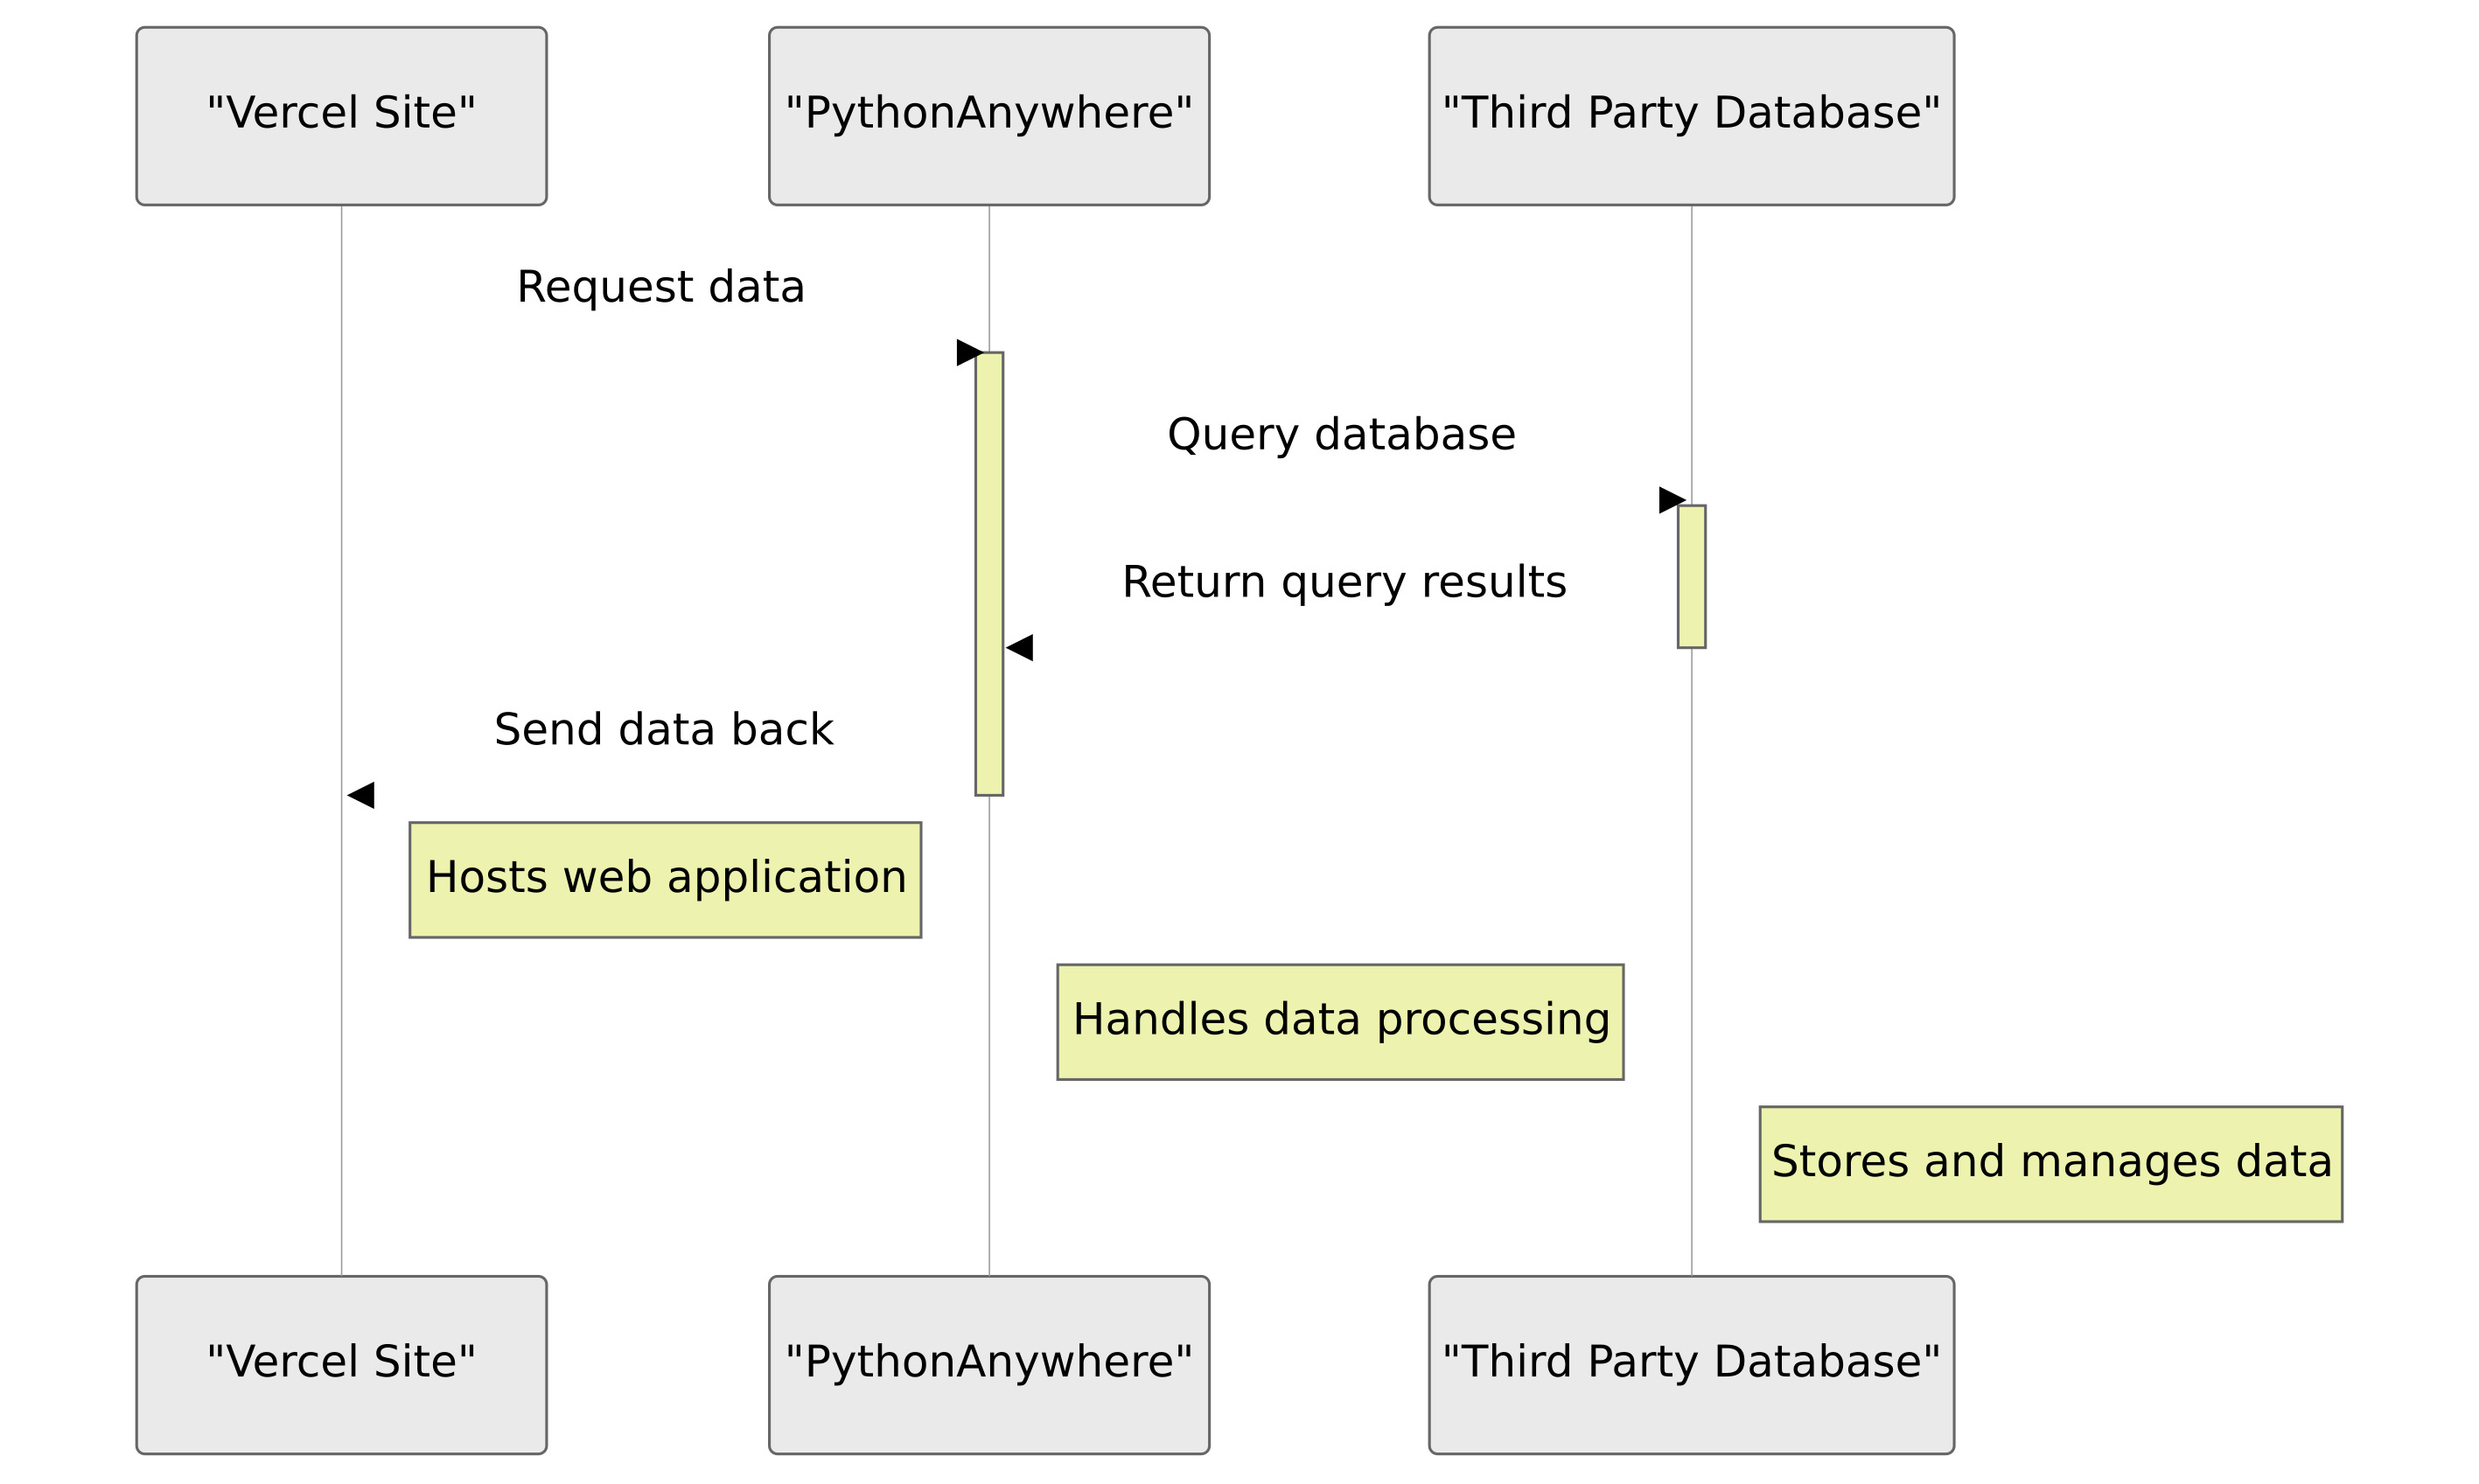 "Vercel Site"
"PythonAnywhere"
"Third Party Database"
Request data
Query database
Return query results
Send data back
Hosts web application
Handles data processing
Stores and manages data
"Vercel Site"
"PythonAnywhere"
"Third Party Database"